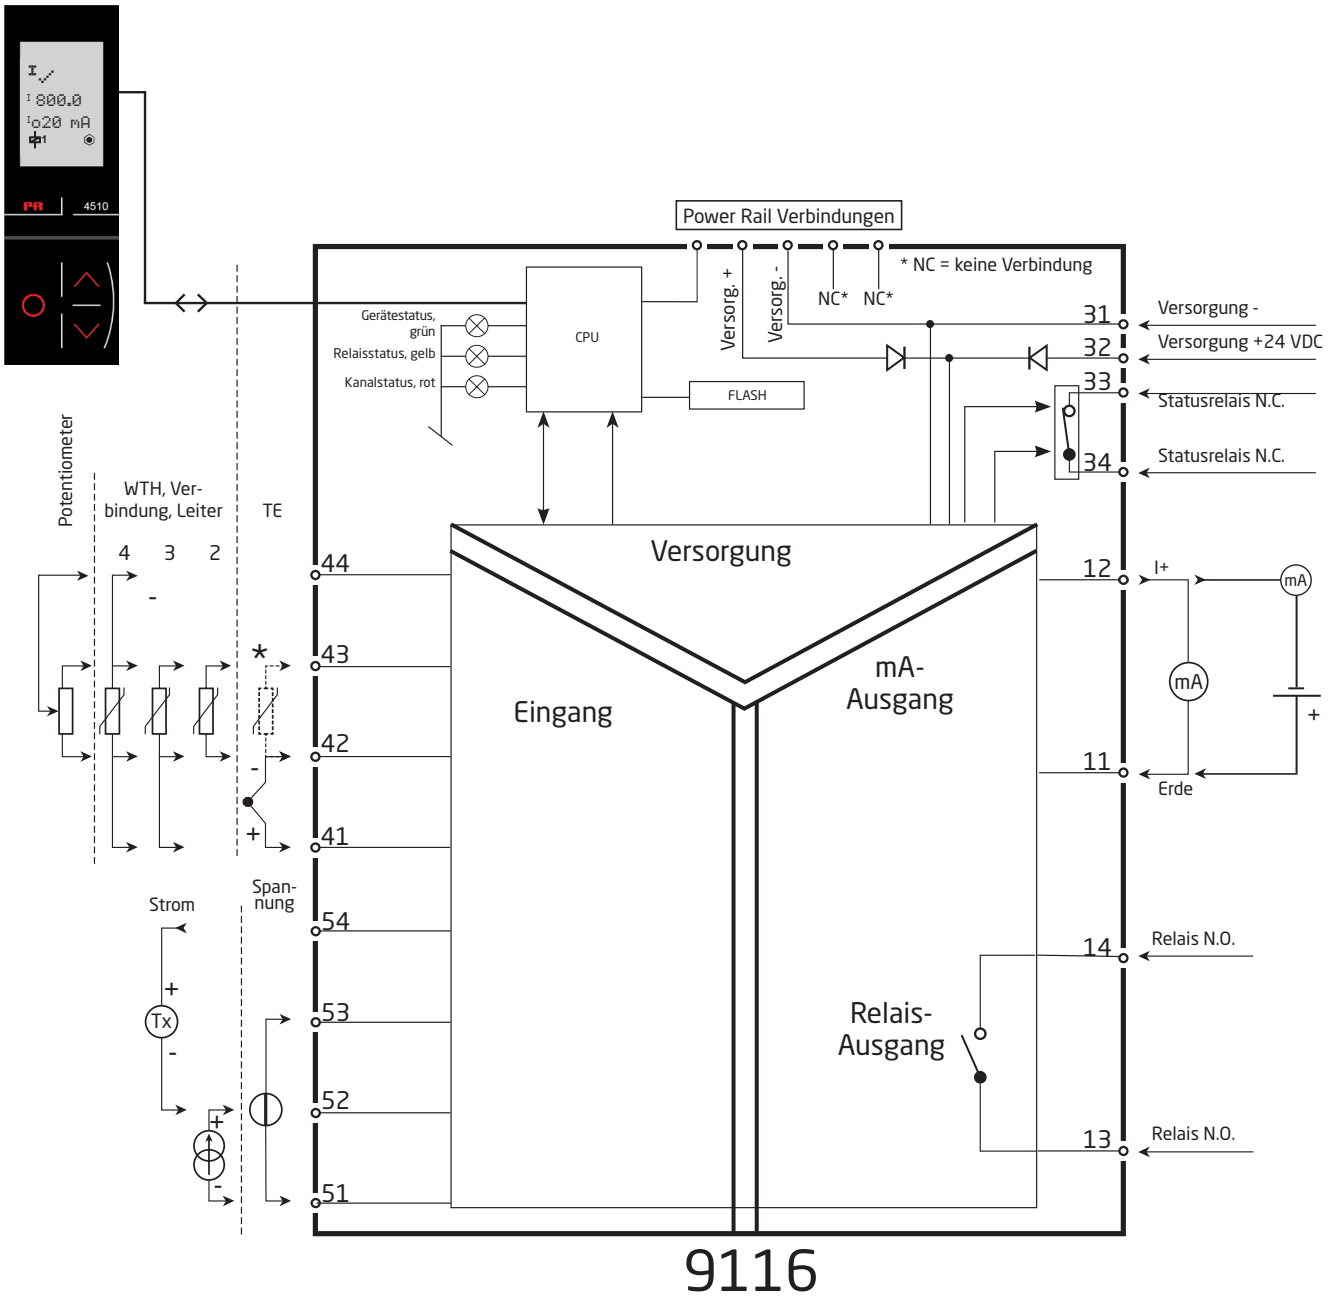 I
I 800.0
Io20 mA
1
PR
4510
Power Rail Verbindungen
* NC = keine Verbindung
Versorg. +
Versorg. -
NC*
NC*
Gerätestatus,
grün
Relaisstatus, gelb
Kanalstatus, rot
CPU
FLASH
31
Versorgung -
32
Versorgung +24 VDC
33
Statusrelais N.C.
34
Statusrelais N.C.
Potentiometer
WTH, Ver-
bindung, Leiter
TE
4
3
2
-
*
-
+
44
43
42
41
Versorgung
Eingang
mA-
Ausgang
12
I+
mA
mA
+
11
Erde
Strom
Span-
nung
+
Tx
-
+
-
54
53
52
51
Relais-
Ausgang
14
Relais N.O.
13
Relais N.O.
9116